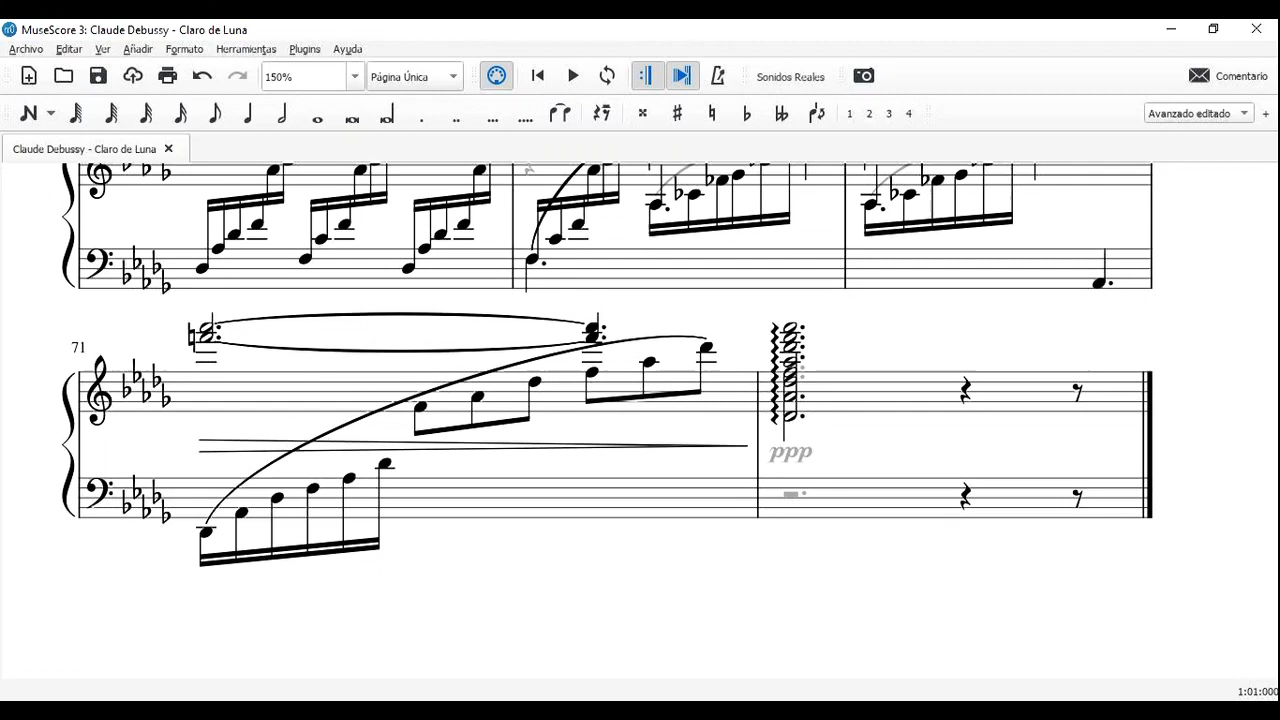 MuseScore 3: Claude Debussy - Claro de Luna
Archivo Editar Ver Añadir Formato Herramientas Plugins Ayuda
150% Página Única Sonidos Reales Comentario
1 2 3 4 Avanzado editado +
Claude Debussy - Claro de Luna
71
ppp
1:01:000